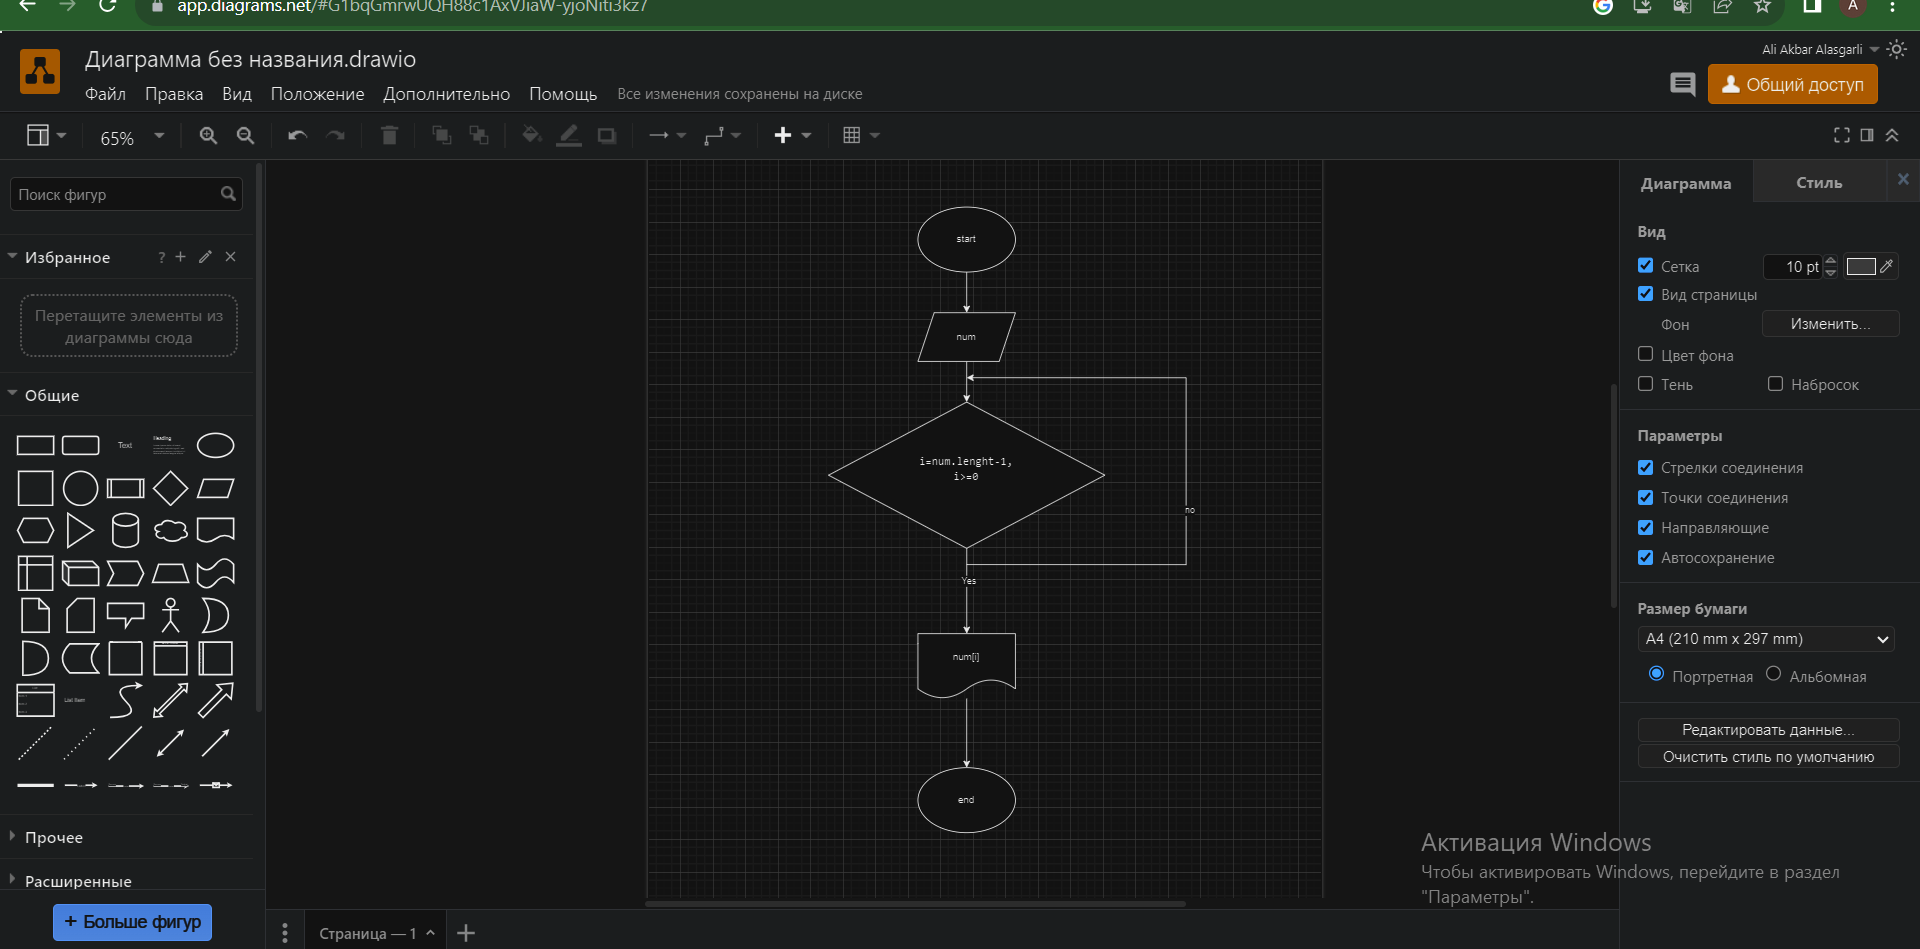 app.diagrams.net/#G1bqGmrwUQH88c1AxVJiaW-yjoNiti3kz7
A
Диаграмма без названия.drawio
Ali Akbar Alasgarli
Файл Правка Вид Положение Дополнительно Помощь Все изменения сохранены на диске
Общий доступ
65%
Поиск фигур
Избранное
?
Перетащите элементы из
диаграммы сюда
Общие
Text
Heading
List Item
Прочее
Расширенные
+ Больше фигур
start
num
i=num.lenght-1,
i>=0
no
Yes
num[i]
end
Страница — 1
Диаграмма Стиль
Вид
Сетка 10 pt
Вид страницы
Фон Изменить...
Цвет фона
Тень Набросок
Параметры
Стрелки соединения
Точки соединения
Направляющие
Автосохранение
Размер бумаги
A4 (210 mm x 297 mm)
Портретная Альбомная
Редактировать данные...
Очистить стиль по умолчанию
Активация Windows
Чтобы активировать Windows, перейдите в раздел
"Параметры".